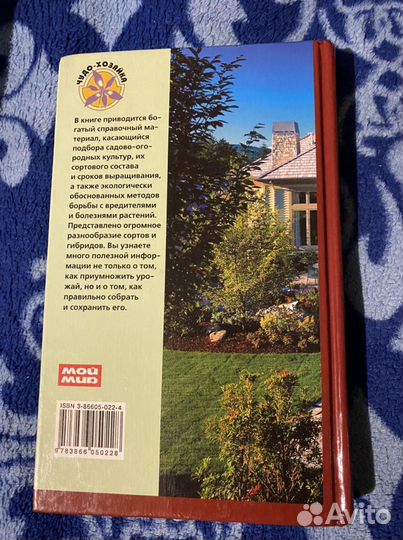 ЧУДО-ХОЗЯЙКА
В книге приводится бо-
гатый справочный ма-
териал, касающийся
подбора садово-ого-
родных культур, их
сортового состава
и сроков выращивания,
а также экологически
обоснованных методов
борьбы с вредителями
и болезнями растений.
Представлено огромное
разнообразие сортов и
гибридов. Вы узнаете
много полезной инфор-
мации не только о том,
как приумножить уро-
жай, но и о том, как
правильно собрать
и сохранить его.
МОЙ
МИР
ISBN 3-86605-022-4
9783866050228
Avito